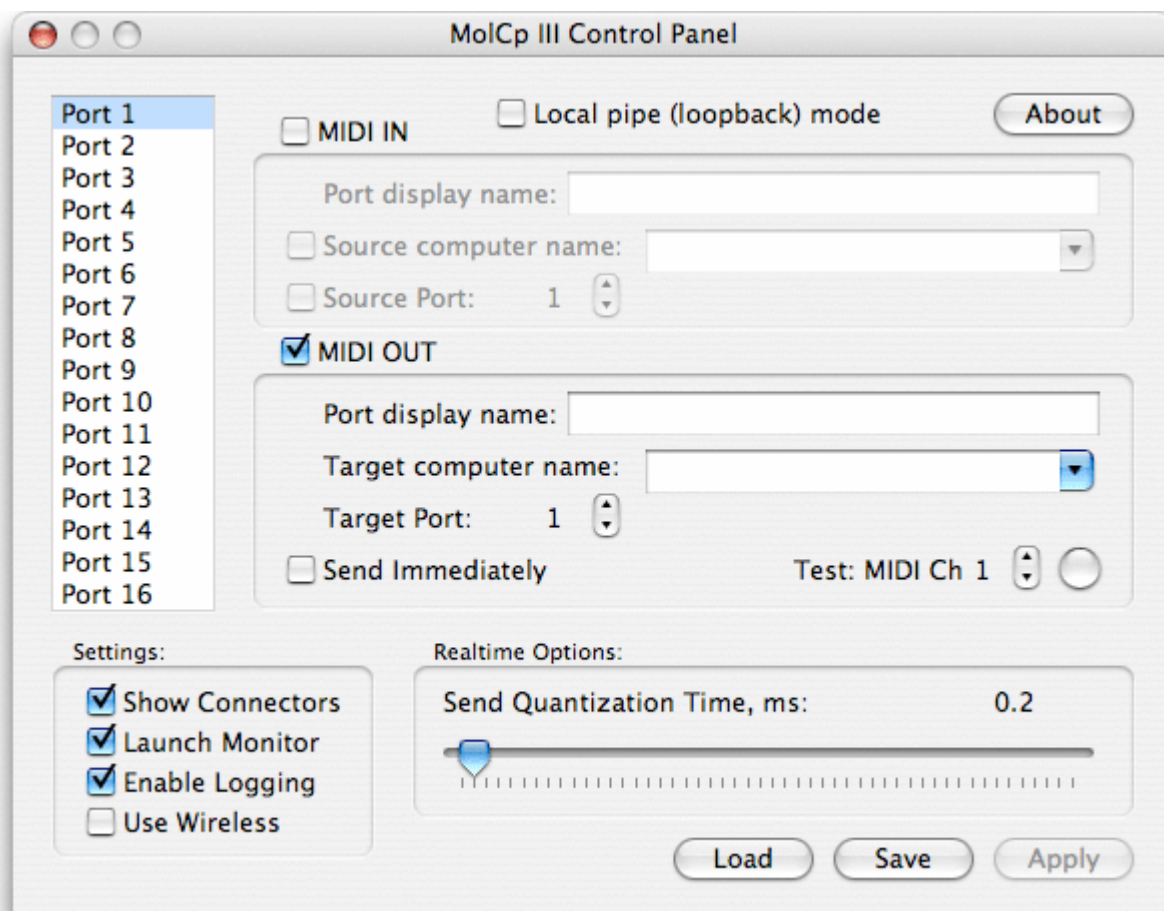 MolCp III Control Panel
Port 1
Port 2
Port 3
Port 4
Port 5
Port 6
Port 7
Port 8
Port 9
Port 10
Port 11
Port 12
Port 13
Port 14
Port 15
Port 16
Local pipe (loopback) mode
About
MIDI IN
Port display name:
Source computer name:
Source Port: 1
MIDI OUT
Port display name:
Target computer name:
Target Port: 1
Send Immediately
Test: MIDI Ch 1
Settings:
Show Connectors
Launch Monitor
Enable Logging
Use Wireless
Realtime Options:
Send Quantization Time, ms: 0.2
Load
Save
Apply